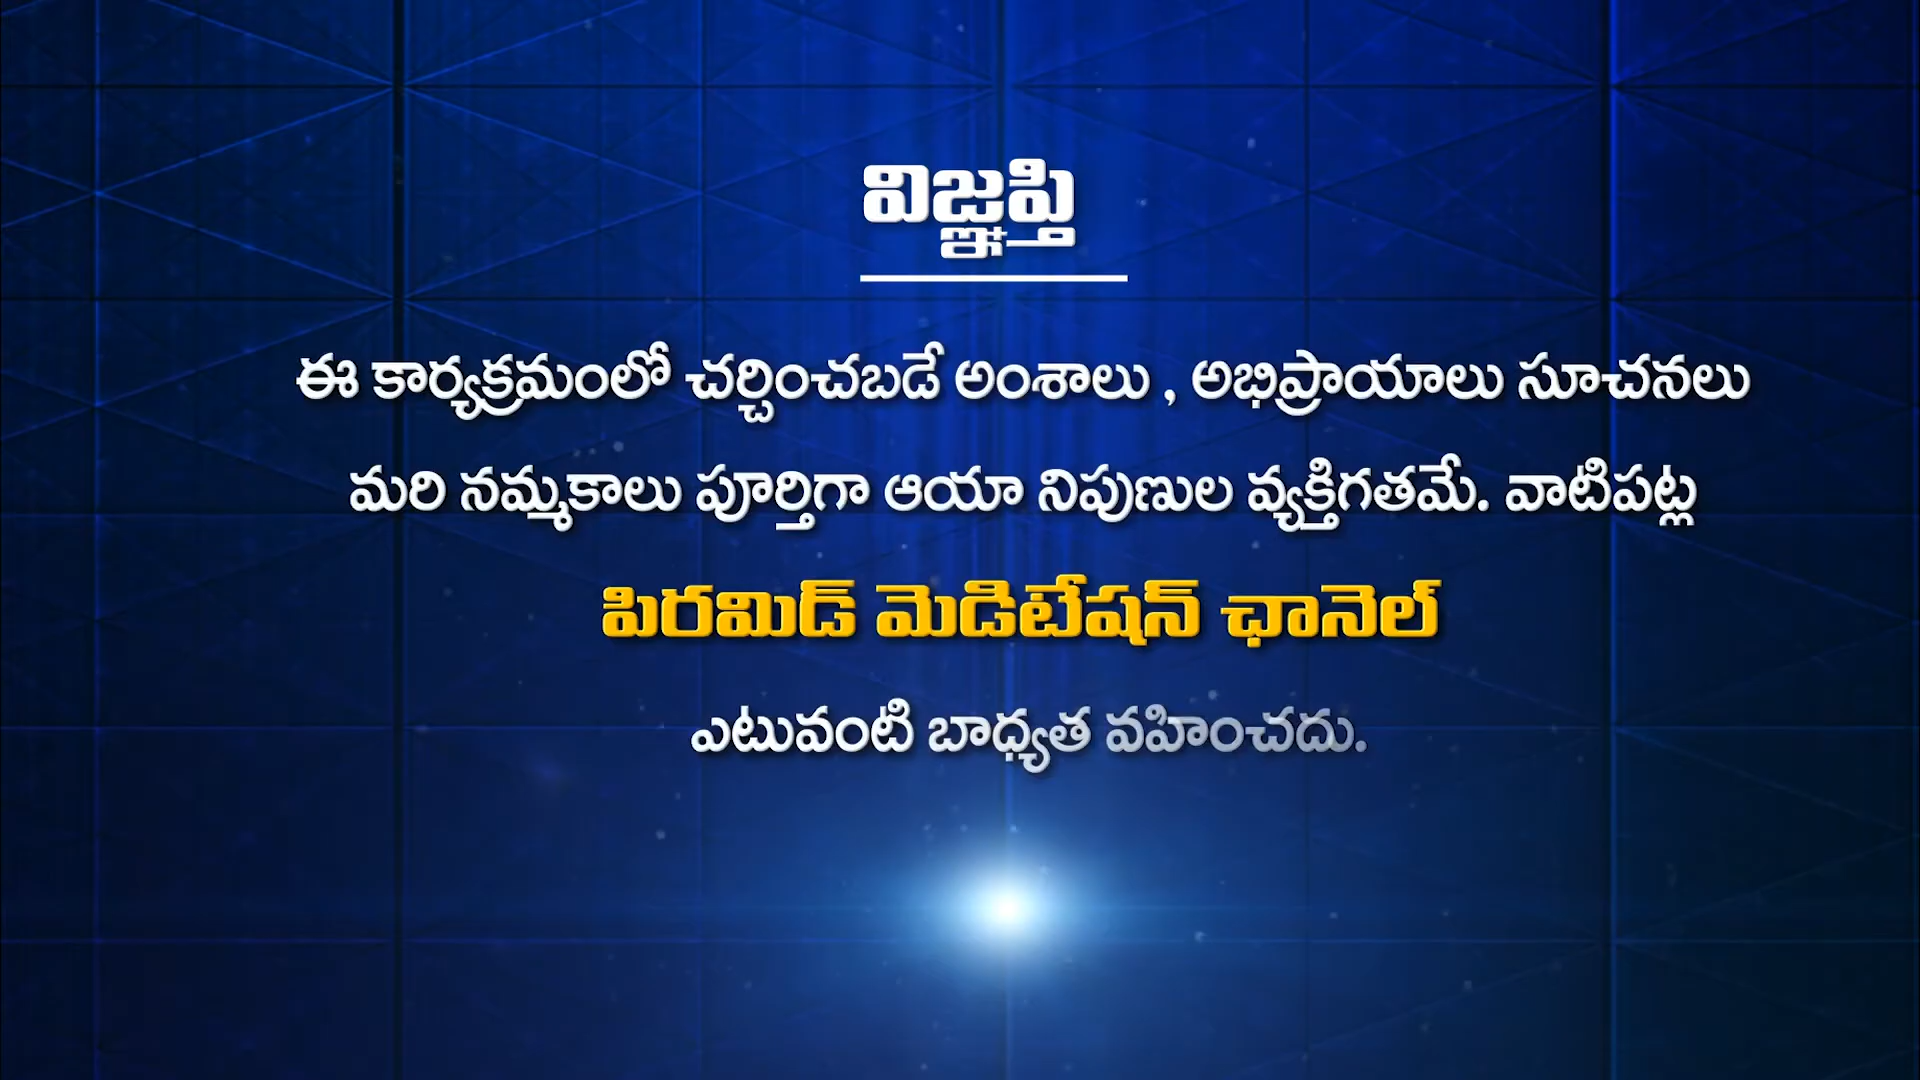 విజ్ఞప్తి
ఈ కార్యక్రమంలో చర్చించబడే అంశాలు , అభిప్రాయాలు సూచనలు
మరి నమ్మకాలు పూర్తిగా ఆయా నిపుణుల వ్యక్తిగతమే. వాటిపట్ల
పిరమిడ్ మెడిటేషన్ ఛానెల్
ఎటువంటి బాధ్యత వహించదు.